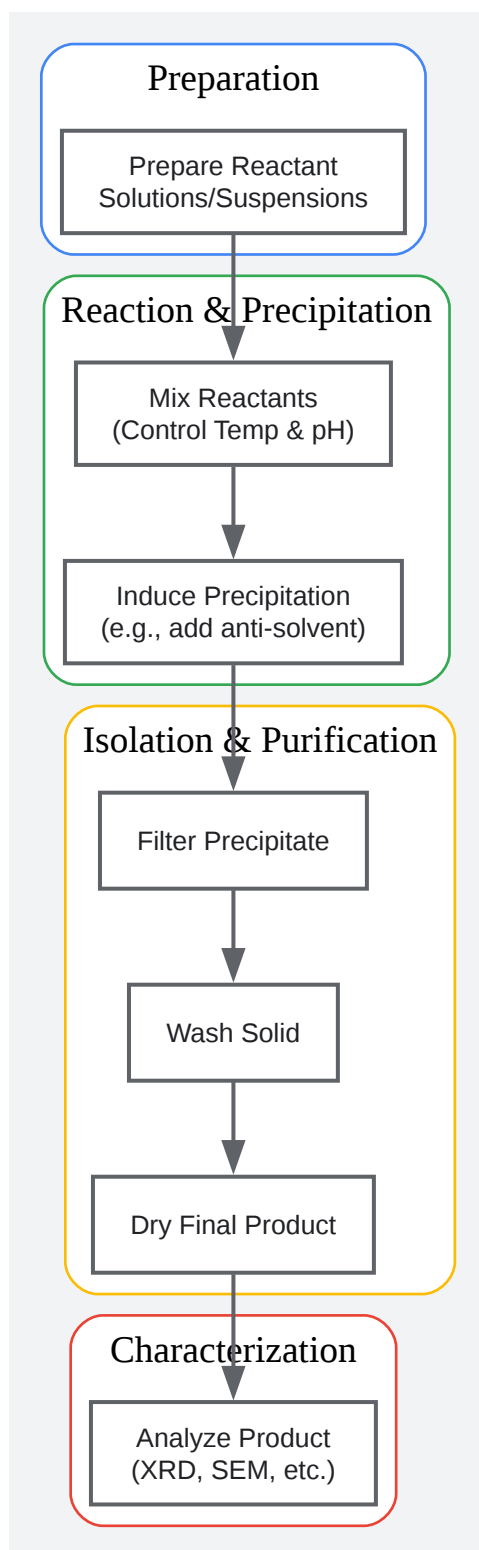 Preparation
Prepare Reactant
Solutions/Suspensions
Reaction & Precipitation
Mix Reactants
(Control Temp & pH)
Induce Precipitation
(e.g., add anti-solvent)
Isolation & Purification
Filter Precipitate
Wash Solid
Dry Final Product
Characterization
Analyze Product
(XRD, SEM, etc.)